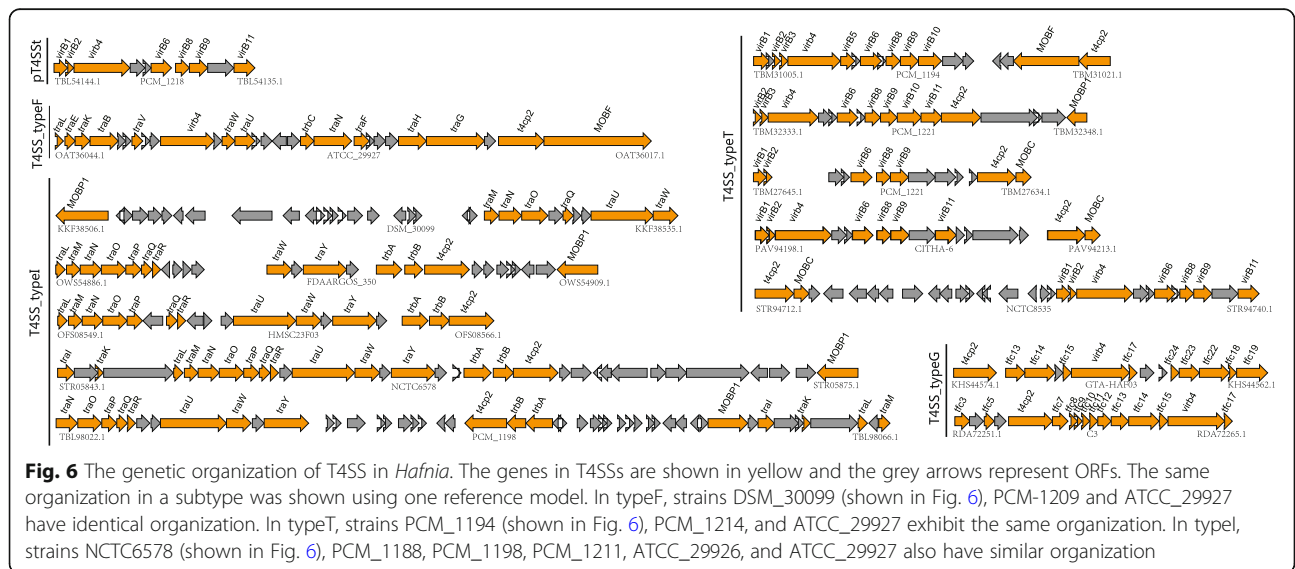 pT4SSt
virB1 virB2 virb4 virB6 virB8 virB9 virB11
TBL54144.1 PCM_1218 TBL54135.1
T4SS_typeF
traL traE traK traB traV virb4 traW traU trbC traN traF traH traG t4cp2 MOBF
OAT36044.1 ATCC_29927 OAT36017.1
T4SS_typeI
MOBP1 traM traN traO traQ traU traW
KKF38506.1 DSM_30099 KKF38535.1
traL traM traN traO traP traQ traR traW traY trbA trbB t4cp2 MOBP1
OWS54886.1 FDAARGOS_350 OWS54909.1
traL traM traN traO traP traQ traR traU traW traY trbA trbB t4cp2
OFS08549.1 HMSC23F03 OFS08566.1
traI traK traL traM traN traO traP traQ traR traU traW traY trbA trbB t4cp2 MOBP1
STR05843.1 NCTC6578 STR05875.1
traN traO traP traQ traR traU traW traY t4cp2 trbB trbA MOBP1 traI traK traL traM
TBL98022.1 PCM_1198 TBL98066.1
T4SS_typeT
virB1 virB2 virB3 virb4 virB5 virB6 virB8 virB9 virB10 MOBF t4cp2
TBM31005.1 PCM_1194 TBM31021.1
virB2 virB3 virb4 virB6 virB8 virB9 virB10 virB11 t4cp2 MOBP1
TBM32333.1 PCM_1221 TBM32348.1
virB1 virB2 virB6 virB8 virB9 t4cp2 MOBC
TBM27645.1 PCM_1221 TBM27634.1
virB1 virB2 virb4 virB6 virB8 virB9 virB11 t4cp2 MOBC
PAV94198.1 CITHA-6 PAV94213.1
t4cp2 MOBC virB1 virB2 virb4 virB6 virB8 virB9 virB11
STR94712.1 NCTC8535 STR94740.1
T4SS_typeG
t4cp2 tfc13 tfc14 tfc15 virb4 tfc17 tfc24 tfc23 tfc22 tfc18 tfc19
KHS44574.1 GTA-HAF03 KHS44562.1
tfc3 tfc5 t4cp2 tfc7 tfc8 tfc9 tfc10 tfc11 tfc12 tfc13 tfc14 tfc15 virb4 tfc17
RDA72251.1 C3 RDA72265.1
Fig. 6 The genetic organization of T4SS in Hafnia. The genes in T4SSs are shown in yellow and the grey arrows represent ORFs. The same
organization in a subtype was shown using one reference model. In typeF, strains DSM_30099 (shown in Fig. 6), PCM-1209 and ATCC_29927
have identical organization. In typeT, strains PCM_1194 (shown in Fig. 6), PCM_1214, and ATCC_29927 exhibit the same organization. In typeI,
strains NCTC6578 (shown in Fig. 6), PCM_1188, PCM_1198, PCM_1211, ATCC_29926, and ATCC_29927 also have similar organization